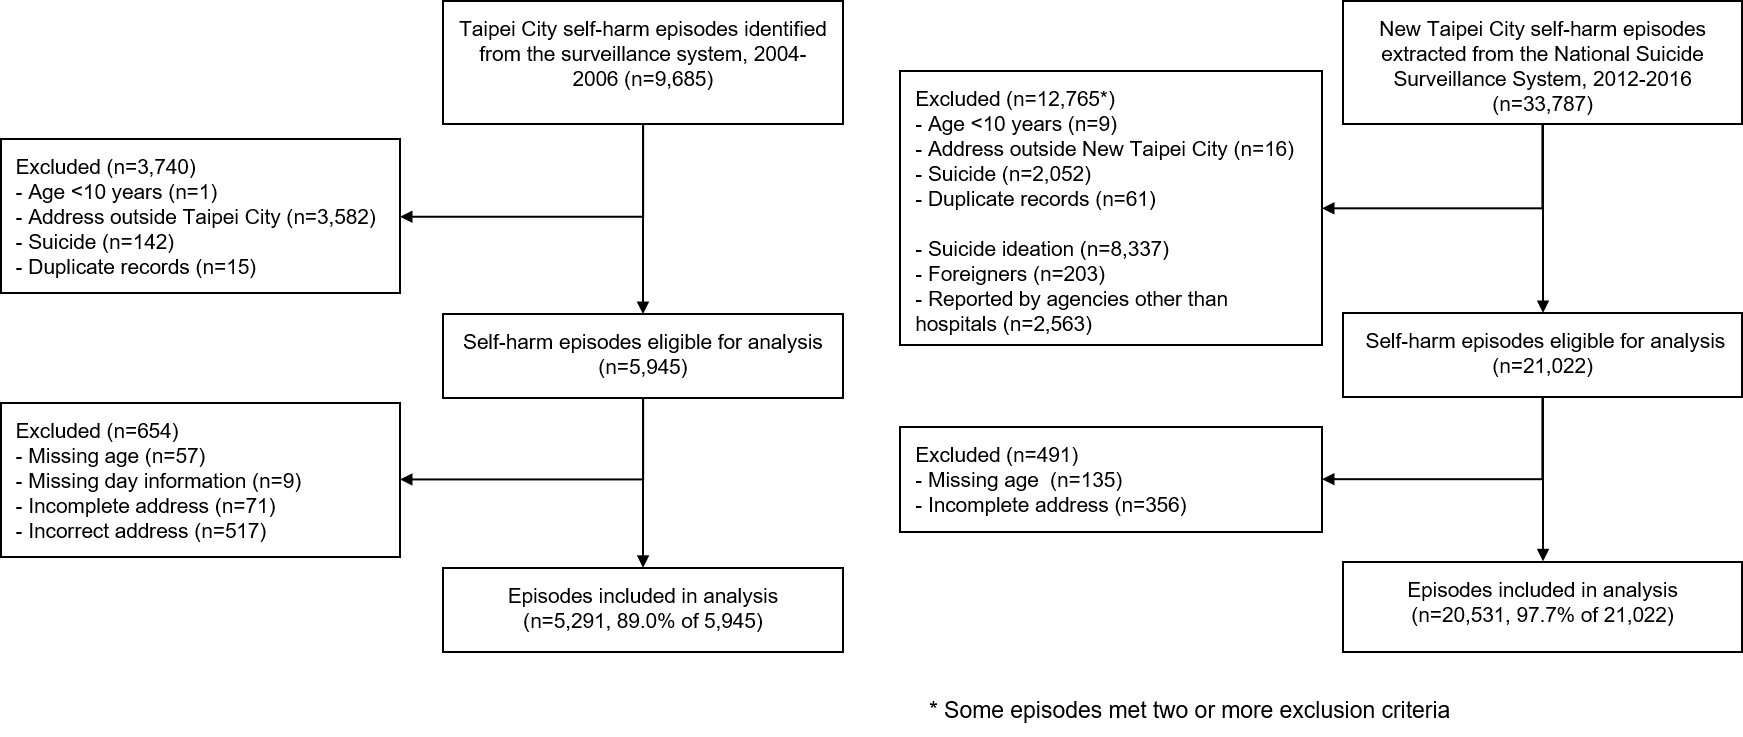 Taipei City self-harm episodes identified
from the surveillance system, 2004-
2006 (n=9,685)
Excluded (n=3,740)
- Age <10 years (n=1)
- Address outside Taipei City (n=3,582)
- Suicide (n=142)
- Duplicate records (n=15)
Self-harm episodes eligible for analysis
(n=5,945)
Excluded (n=654)
- Missing age (n=57)
- Missing day information (n=9)
- Incomplete address (n=71)
- Incorrect address (n=517)
Episodes included in analysis
(n=5,291, 89.0% of 5,945)
New Taipei City self-harm episodes
extracted from the National Suicide
Surveillance System, 2012-2016
(n=33,787)
Excluded (n=12,765*)
- Age <10 years (n=9)
- Address outside New Taipei City (n=16)
- Suicide (n=2,052)
- Duplicate records (n=61)
- Suicide ideation (n=8,337)
- Foreigners (n=203)
- Reported by agencies other than
hospitals (n=2,563)
Self-harm episodes eligible for analysis
(n=21,022)
Excluded (n=491)
- Missing age  (n=135)
- Incomplete address (n=356)
Episodes included in analysis
(n=20,531, 97.7% of 21,022)
* Some episodes met two or more exclusion criteria